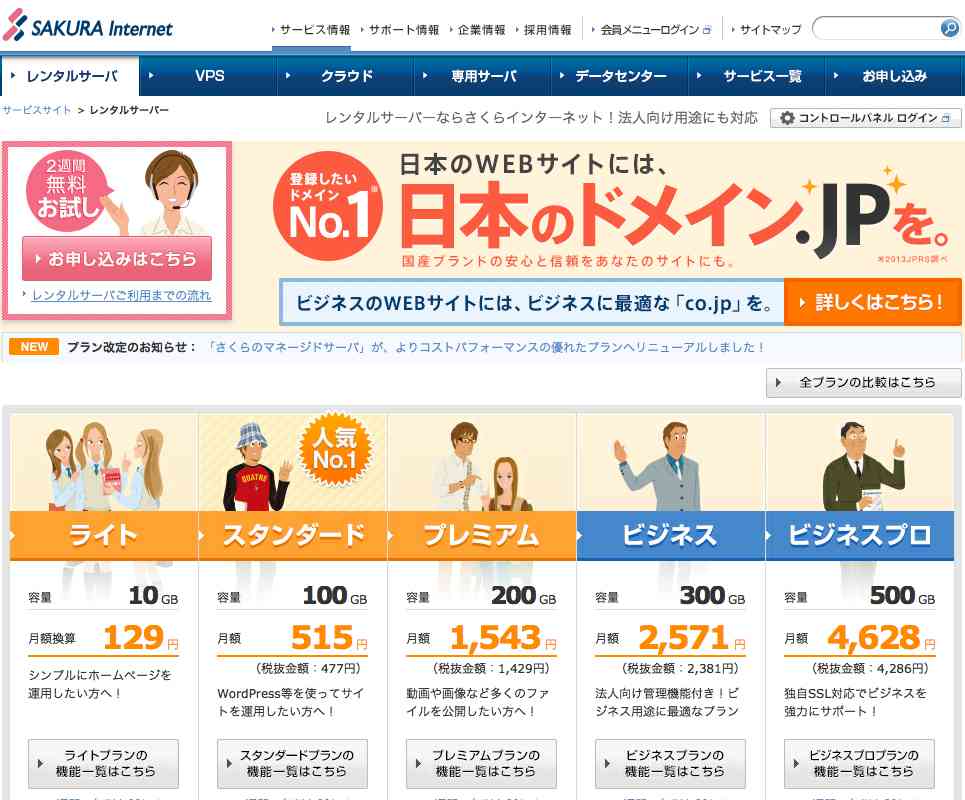 SAKURA Internet
サービス情報
サポート情報
企業情報
採用情報
会員メニューログイン
サイトマップ
レンタルサーバ
VPS
クラウド
専用サーバ
データセンター
サービス一覧
お申し込み
サービスサイト > レンタルサーバー
レンタルサーバーならさくらインターネット！法人向け用途にも対応
コントロールパネル ログイン
2週間
無料
お試し
お申し込みはこちら
レンタルサーバご利用までの流れ
登録したい
ドメイン
No.1※
日本のWEBサイトには、
日本のドメイン.JPを。
国産ブランドの安心と信頼をあなたのサイトにも。
※2013JPRS調べ
ビジネスのWEBサイトには、ビジネスに最適な「co.jp」を。
詳しくはこちら！
NEW
プラン改定のお知らせ：
「さくらのマネージドサーバ」が、よりコストパフォーマンスの優れたプランへリニューアルしました！
全プランの比較はこちら
ライト
容量 10 GB
月額換算 129 円
シンプルにホームページを
運用したい方へ！
ライトプランの
機能一覧はこちら
人気
No.1
QUATRE
スタンダード
容量 100 GB
月額 515 円
（税抜金額：477円）
WordPress等を使ってサイ
トを運用したい方へ！
スタンダードプランの
機能一覧はこちら
プレミアム
容量 200 GB
月額 1,543 円
（税抜金額：1,429円）
動画や画像など多くのファ
イルを公開したい方へ！
プレミアムプランの
機能一覧はこちら
ビジネス
容量 300 GB
月額 2,571 円
（税抜金額：2,381円）
法人向け管理機能付き！ビ
ジネス用途に最適なプラン
ビジネスプランの
機能一覧はこちら
ビジネスプロ
容量 500 GB
月額 4,628 円
（税抜金額：4,286円）
独自SSL対応でビジネスを
強力にサポート！
ビジネスプロプランの
機能一覧はこちら